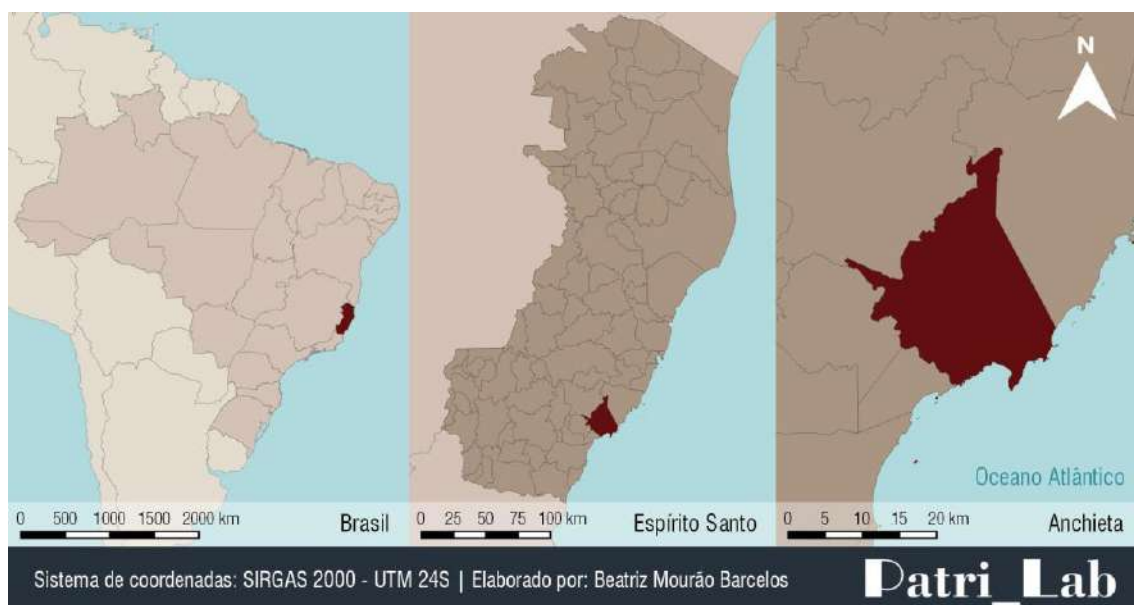 N
Oceano Atlântico
0 500 1000 1500 2000 km
Brasil
0 25 50 75 100 km
Espírito Santo
0 5 10 15 20 km
Anchieta
Sistema de coordenadas: SIRGAS 2000 - UTM 24S | Elaborado por: Beatriz Mourão Barcelos
Patri_Lab